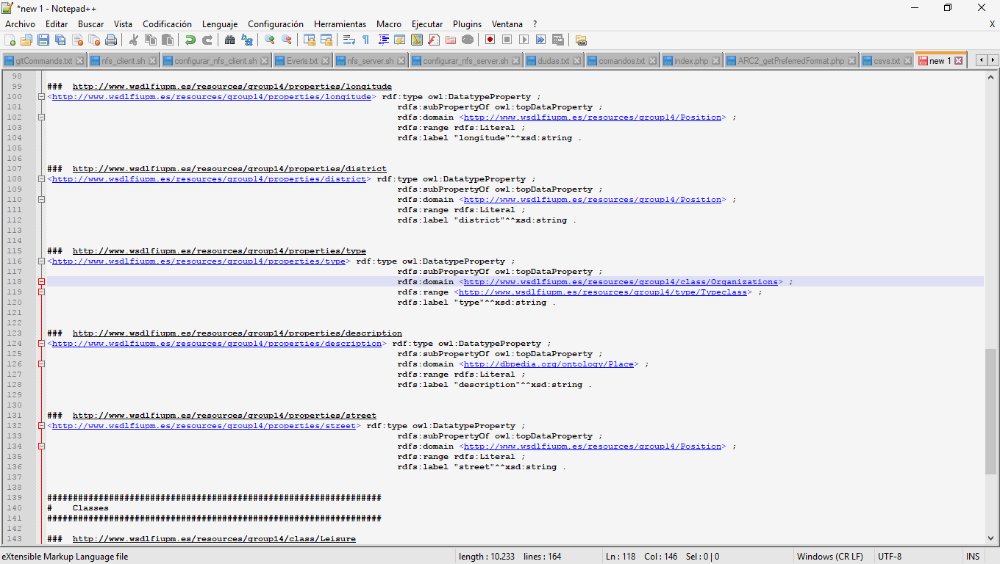 *new 1 - Notepad++
Archivo Editar Buscar Vista Codificación Lenguaje Configuración Herramientas Macro Ejecutar Plugins Ventana ? X
gitCommands.txt nfs_client.sh configurar_nfs_client.sh Everis.txt nfs_server.sh configurar_nfs_server.sh dudas.txt comandos.txt index.php ARC2_getPreferredFormat.php csvs.txt new 1
98
99 ### http://www.wsdlfiupm.es/resources/group14/properties/longitude
100 <http://www.wsdlfiupm.es/resources/group14/properties/longitude> rdf:type owl:DatatypeProperty ;
101 rdfs:subPropertyOf owl:topDataProperty ;
102 rdfs:domain <http://www.wsdlfiupm.es/resources/group14/Position> ;
103 rdfs:range rdfs:Literal ;
104 rdfs:label "longitude"^^xsd:string .
105
106
107 ### http://www.wsdlfiupm.es/resources/group14/properties/district
108 <http://www.wsdlfiupm.es/resources/group14/properties/district> rdf:type owl:DatatypeProperty ;
109 rdfs:subPropertyOf owl:topDataProperty ;
110 rdfs:domain <http://www.wsdlfiupm.es/resources/group14/Position> ;
111 rdfs:range rdfs:Literal ;
112 rdfs:label "district"^^xsd:string .
113
114
115 ### http://www.wsdlfiupm.es/resources/group14/properties/type
116 <http://www.wsdlfiupm.es/resources/group14/properties/type> rdf:type owl:DatatypeProperty ;
117 rdfs:subPropertyOf owl:topDataProperty ;
118 rdfs:domain <http://www.wsdlfiupm.es/resources/group14/class/Organizations> ;
119 rdfs:range <http://www.wsdlfiupm.es/resources/group14/type/Typeclass> ;
120 rdfs:label "type"^^xsd:string .
121
122
123 ### http://www.wsdlfiupm.es/resources/group14/properties/description
124 <http://www.wsdlfiupm.es/resources/group14/properties/description> rdf:type owl:DatatypeProperty ;
125 rdfs:subPropertyOf owl:topDataProperty ;
126 rdfs:domain <http://dbpedia.org/ontology/Place> ;
127 rdfs:range rdfs:Literal ;
128 rdfs:label "description"^^xsd:string .
129
130
131 ### http://www.wsdlfiupm.es/resources/group14/properties/street
132 <http://www.wsdlfiupm.es/resources/group14/properties/street> rdf:type owl:DatatypeProperty ;
133 rdfs:subPropertyOf owl:topDataProperty ;
134 rdfs:domain <http://www.wsdlfiupm.es/resources/group14/Position> ;
135 rdfs:range rdfs:Literal ;
136 rdfs:label "street"^^xsd:string .
137
138
139 #################################################################
140 # Classes
141 #################################################################
142
143 ### http://www.wsdlfiupm.es/resources/group14/class/Leisure
eXtensible Markup Language file length : 10.233 lines : 164 Ln : 118 Col : 146 Sel : 0 | 0 Windows (CR LF) UTF-8 INS